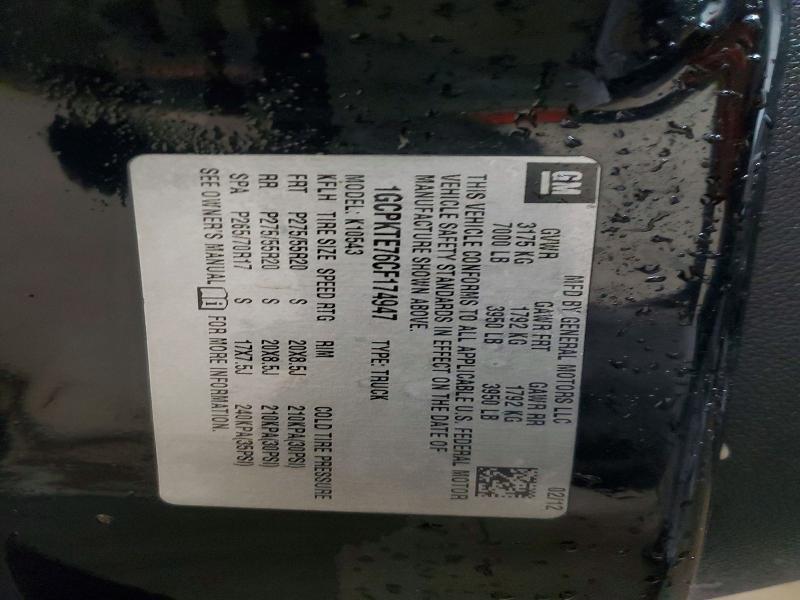 GM
MFD BY GENERAL MOTORS LLC 02/12
GVWR GAWR FRT GAWR RR
3175 KG 1792 KG 1792 KG
7000 LB 3950 LB 3950 LB
THIS VEHICLE CONFORMS TO ALL APPLICABLE U.S. FEDERAL MOTOR
VEHICLE SAFETY STANDARDS IN EFFECT ON THE DATE OF
MANUFACTURE SHOWN ABOVE.
1GCPKTE76CF174947 TYPE: TRUCK
MODEL: K10543
XFLH TIRE SIZE SPEED RTG RIM COLD TIRE PRESSURE
FRT P275/55R20 S 20X8.5J 210KPA(30PSI)
RR P275/55R20 S 20X8.5J 210KPA(30PSI)
SPA P265/70R17 S 17X7.5J 240KPA(35PSI)
SEE OWNER'S MANUAL FOR MORE INFORMATION.